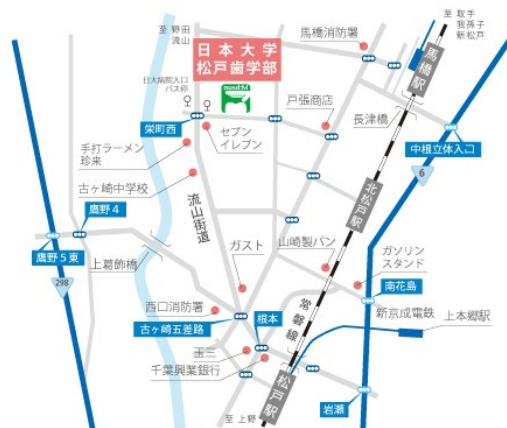 至 野田
流山
日本大学
松戸歯学部
馬橋消防署
至 取手
我孫子
新松戸
馬橋駅
日大病院入口
バス停
戸張商店
長津橋
栄町西
セブン
イレブン
中根立体入口
手打ラーメン
珍来
6
古ヶ崎中学校
北松戸駅
流山街道
鷹野4
鷹野5東
上葛飾橋
ガスト
山崎製パン
ガソリン
スタンド
298
南花島
西口消防署
常磐線
新京成電鉄
上本郷駅
古ヶ崎五差路
根本
玉三
千葉興業銀行
松戸駅
岩瀬
至 上野